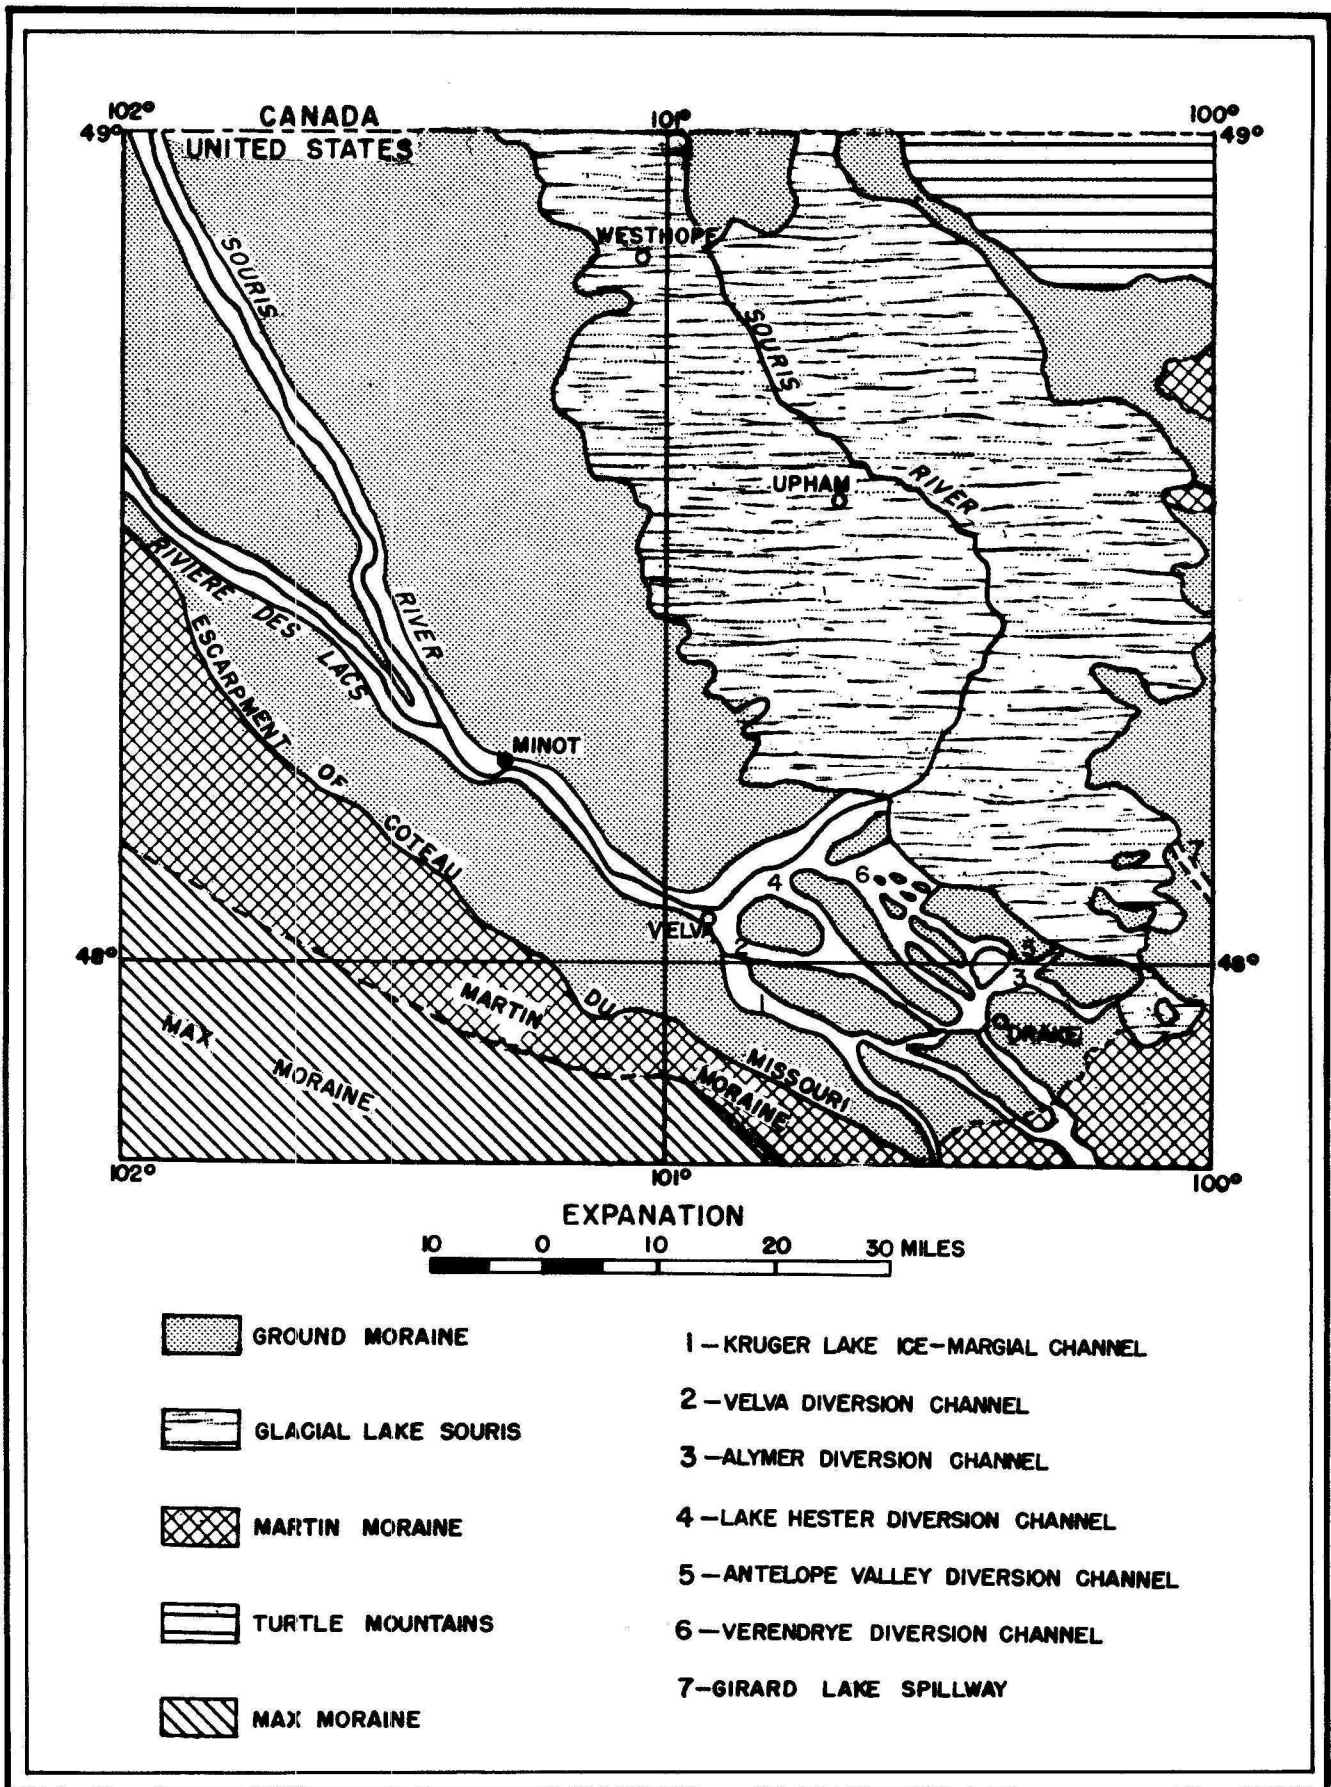 102° CANADA 101° 100°
49° 49°
UNITED STATES
WESTHOPE
SOURIS
SOURIS
UPHAM
RIVER
RIVIERE DES LACS
RIVER
ESCARPMENT OF COTEAU DU MISSOURI
MINOT
7
6
4
VELVA
2
5
48° 48°
3
MARTIN MORAINE
DRAKE
MAX MORAINE
1
102° 101° 100°
EXPANATION
10 0 10 20 30 MILES
GROUND MORAINE
GLACIAL LAKE SOURIS
MARTIN MORAINE
TURTLE MOUNTAINS
MAX MORAINE
1 – KRUGER LAKE ICE-MARGIAL CHANNEL
2 – VELVA DIVERSION CHANNEL
3 – ALYMER DIVERSION CHANNEL
4 – LAKE HESTER DIVERSION CHANNEL
5 – ANTELOPE VALLEY DIVERSION CHANNEL
6 – VERENDRYE DIVERSION CHANNEL
7 – GIRARD LAKE SPILLWAY